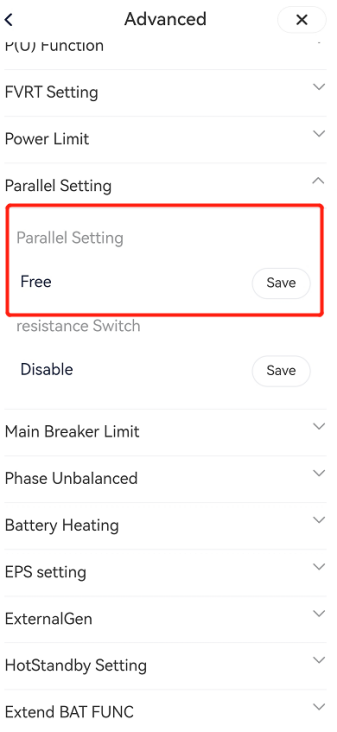 Advanced
P(U) Function
FVRT Setting
Power Limit
Parallel Setting
Parallel Setting
Free
Save
resistance Switch
Disable
Save
Main Breaker Limit
Phase Unbalanced
Battery Heating
EPS setting
ExternalGen
HotStandby Setting
Extend BAT FUNC